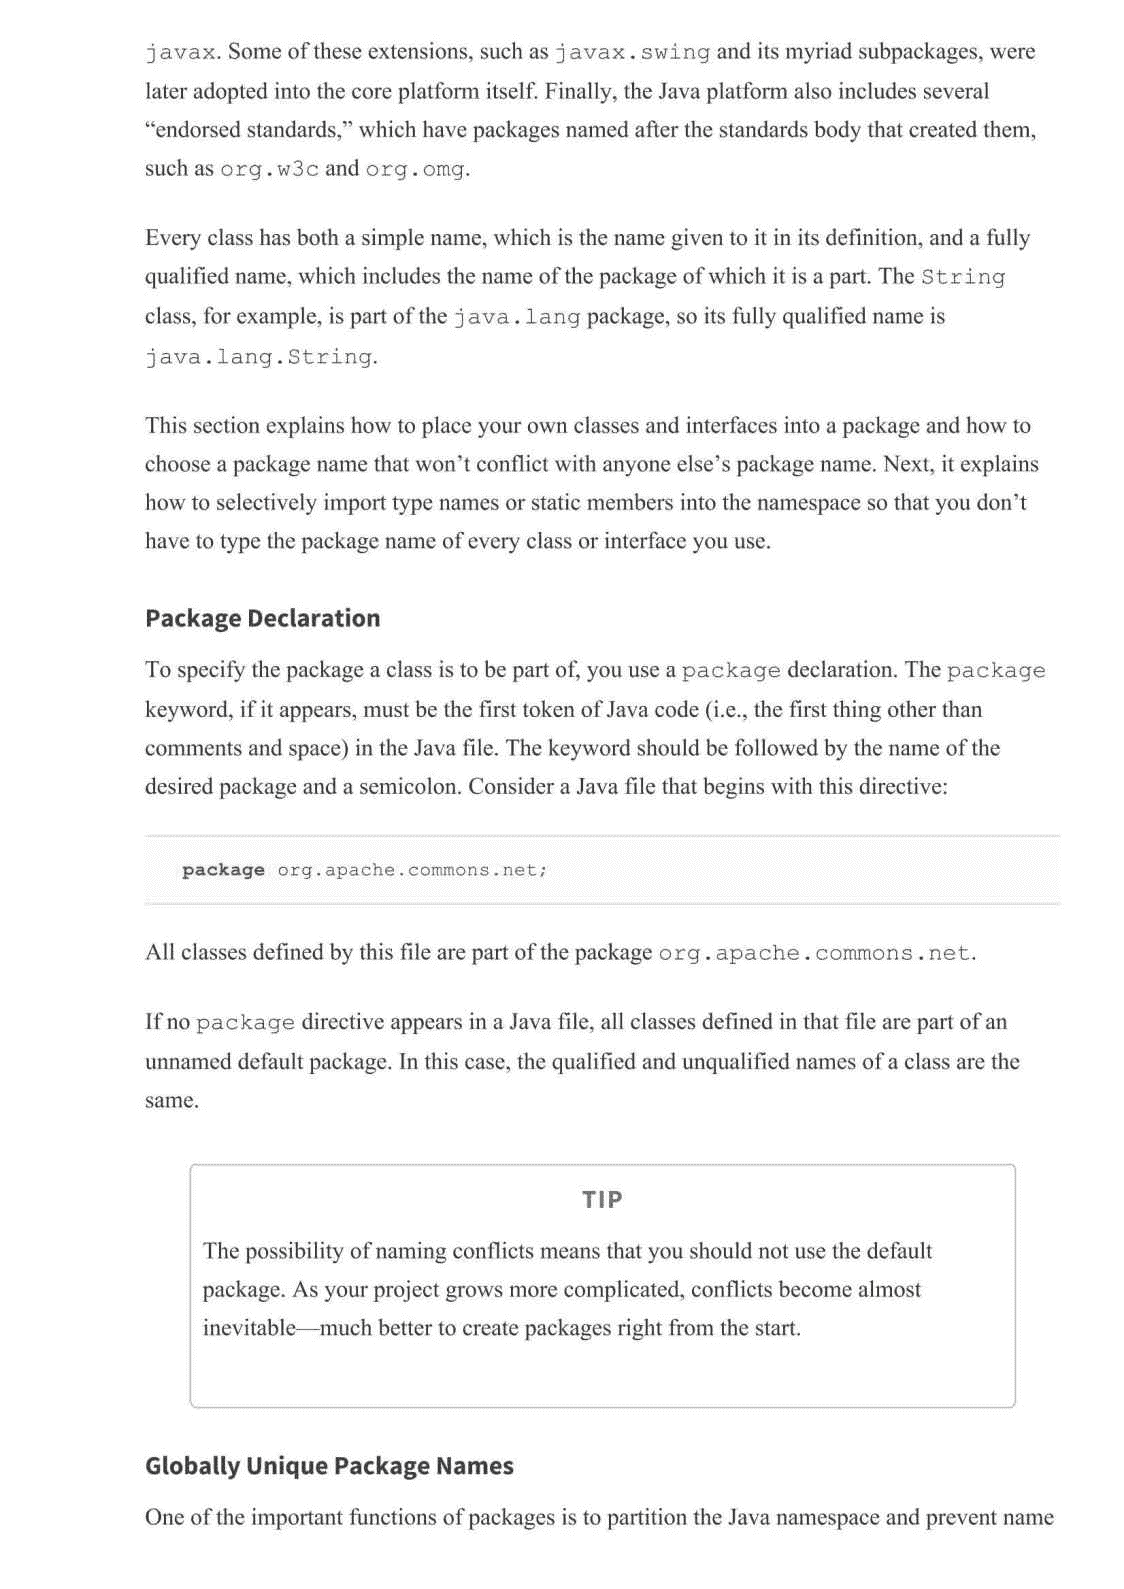 javax. Some of these extensions, such as javax.swing and its myriad subpackages, were
later adopted into the core platform itself. Finally, the Java platform also includes several
“endorsed standards,” which have packages named after the standards body that created them,
such as org.w3c and org.omg.
Every class has both a simple name, which is the name given to it in its definition, and a fully
qualified name, which includes the name of the package of which it is a part. The String
class, for example, is part of the java.lang package, so its fully qualified name is
java.lang.String.
This section explains how to place your own classes and interfaces into a package and how to
choose a package name that won’t conflict with anyone else’s package name. Next, it explains
how to selectively import type names or static members into the namespace so that you don’t
have to type the package name of every class or interface you use.
Package Declaration
To specify the package a class is to be part of, you use a package declaration. The package
keyword, if it appears, must be the first token of Java code (i.e., the first thing other than
comments and space) in the Java file. The keyword should be followed by the name of the
desired package and a semicolon. Consider a Java file that begins with this directive:
package org.apache.commons.net;
All classes defined by this file are part of the package org.apache.commons.net.
If no package directive appears in a Java file, all classes defined in that file are part of an
unnamed default package. In this case, the qualified and unqualified names of a class are the
same.
TIP
The possibility of naming conflicts means that you should not use the default
package. As your project grows more complicated, conflicts become almost
inevitable—much better to create packages right from the start.
Globally Unique Package Names
One of the important functions of packages is to partition the Java namespace and prevent name